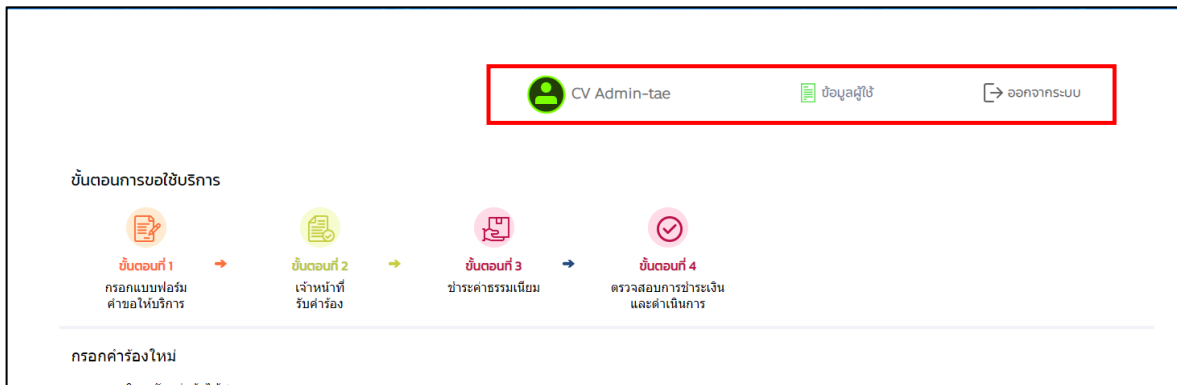 CV Admin-tae ข้อมูลผู้ใช้ ออกจากระบบ
ขั้นตอนการขอใช้บริการ
ขั้นตอนที่ 1 ขั้นตอนที่ 2 ขั้นตอนที่ 3 ขั้นตอนที่ 4
กรอกแบบฟอร์ม เจ้าหน้าที่ ชำระค่าธรรมเนียม ตรวจสอบการชำระเงิน
คำขอให้บริการ รับคำร้อง และดำเนินการ
กรอกคำร้องใหม่